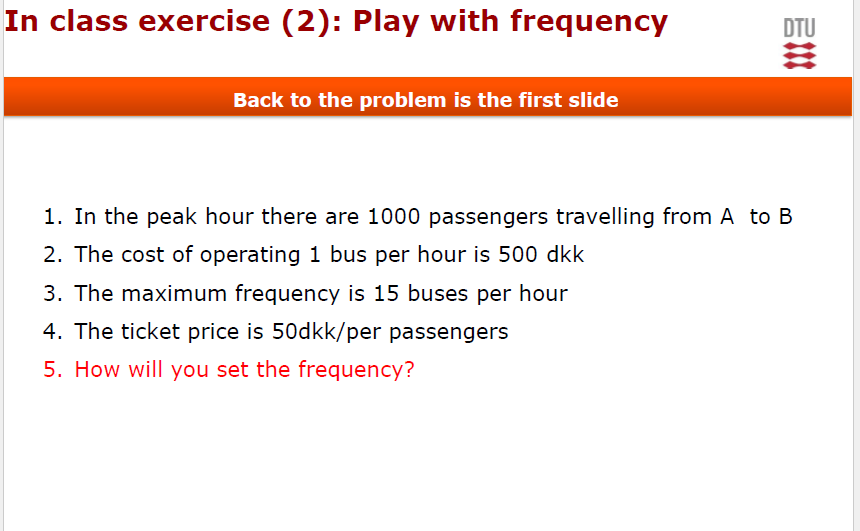 In class exercise (2): Play with frequency
DTU
Back to the problem is the first slide
1. In the peak hour there are 1000 passengers travelling from A to B
2. The cost of operating 1 bus per hour is 500 dkk
3. The maximum frequency is 15 buses per hour
4. The ticket price is 50dkk/per passengers
5. How will you set the frequency?